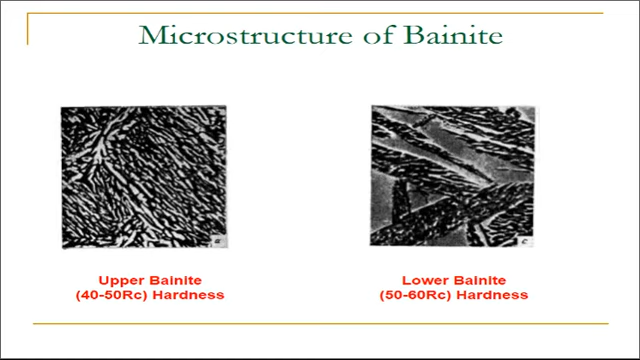 Microstructure of Bainite
a
c
Upper Bainite
(40-50Rc) Hardness
Lower Bainite
(50-60Rc) Hardness